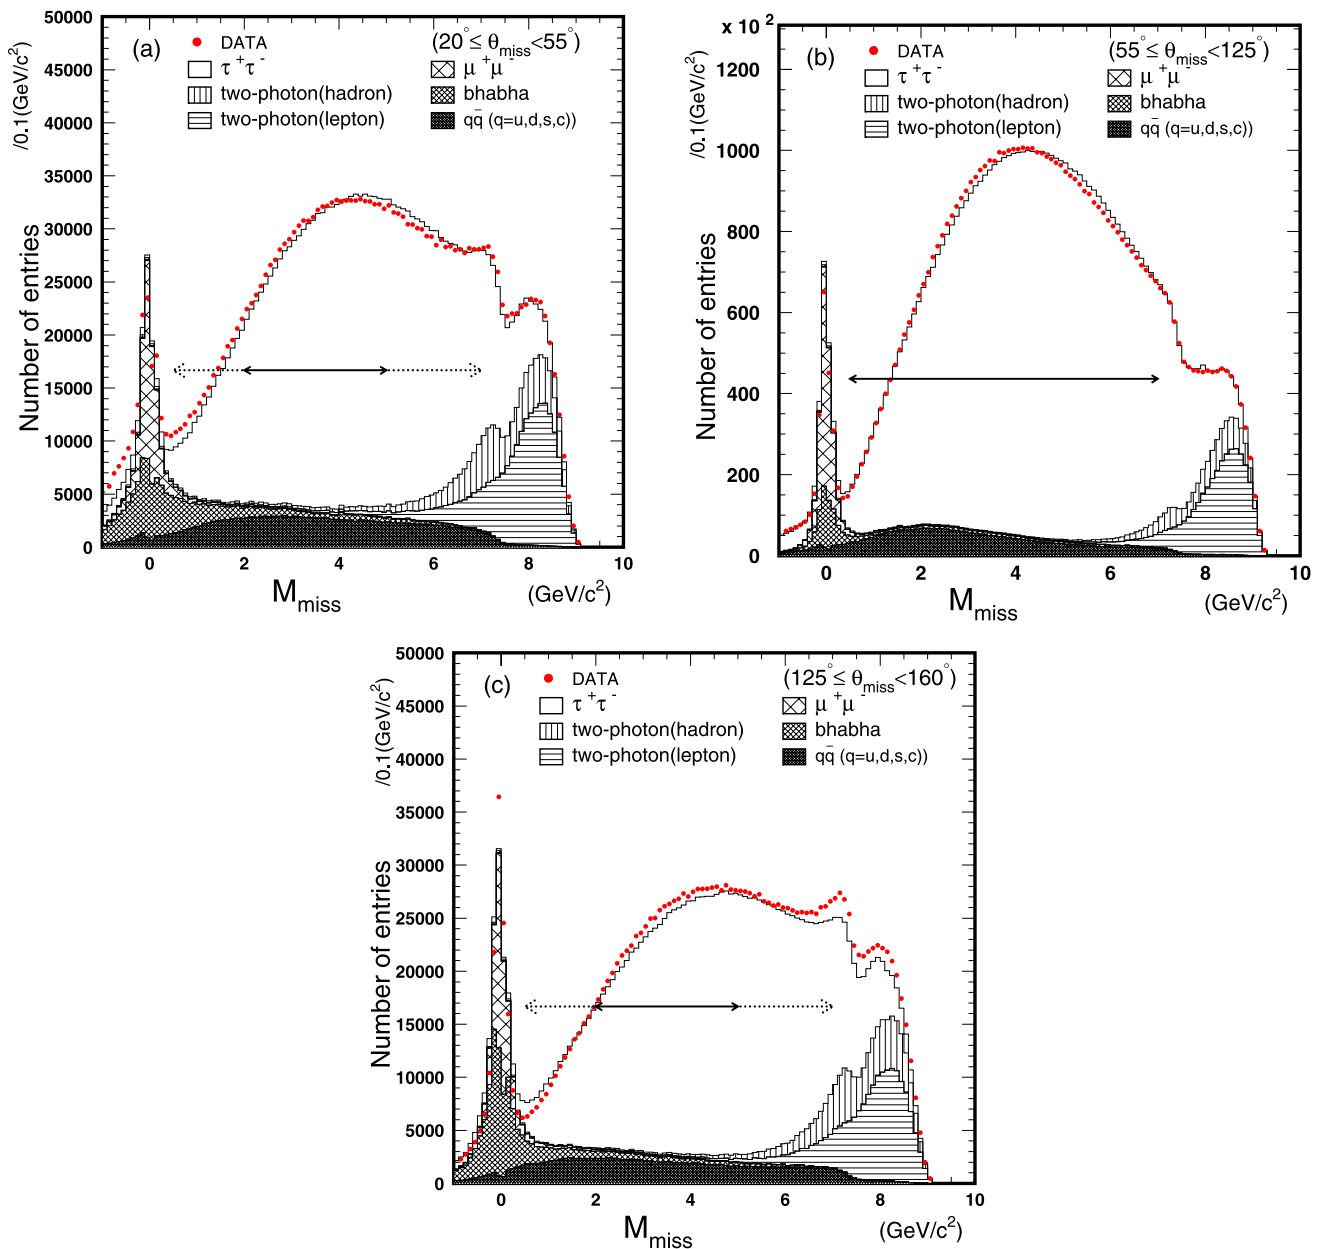 (a)
DATA
(20°≤ θmiss<55°)
τ+τ-
μ+μ-
two-photon(hadron)
bhabha
two-photon(lepton)
qq̄ (q=u,d,s,c))
Number of entries /0.1(GeV/c2)
50000
45000
40000
35000
30000
25000
20000
15000
10000
5000
0
0 2 4 6 8 10
Mmiss (GeV/c2)
x 10 2
(b)
DATA
(55°≤ θmiss<125°)
τ+τ-
μ+μ-
two-photon(hadron)
bhabha
two-photon(lepton)
qq̄ (q=u,d,s,c))
Number of entries /0.1(GeV/c2)
1200
1000
800
600
400
200
0
0 2 4 6 8 10
Mmiss (GeV/c2)
(c)
DATA
(125°≤ θmiss<160°)
τ+τ-
μ+μ-
two-photon(hadron)
bhabha
two-photon(lepton)
qq̄ (q=u,d,s,c))
Number of entries /0.1(GeV/c2)
50000
45000
40000
35000
30000
25000
20000
15000
10000
5000
0
0 2 4 6 8 10
Mmiss (GeV/c2)